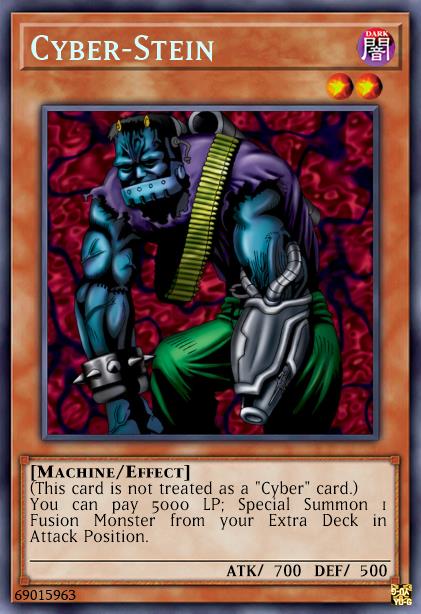 Cyber-Stein
DARK
闇
[Machine/Effect]
(This card is not treated as a "Cyber" card.)
You can pay 5000 LP; Special Summon 1
Fusion Monster from your Extra Deck in
Attack Position.
ATK/ 700 DEF/ 500
69015963